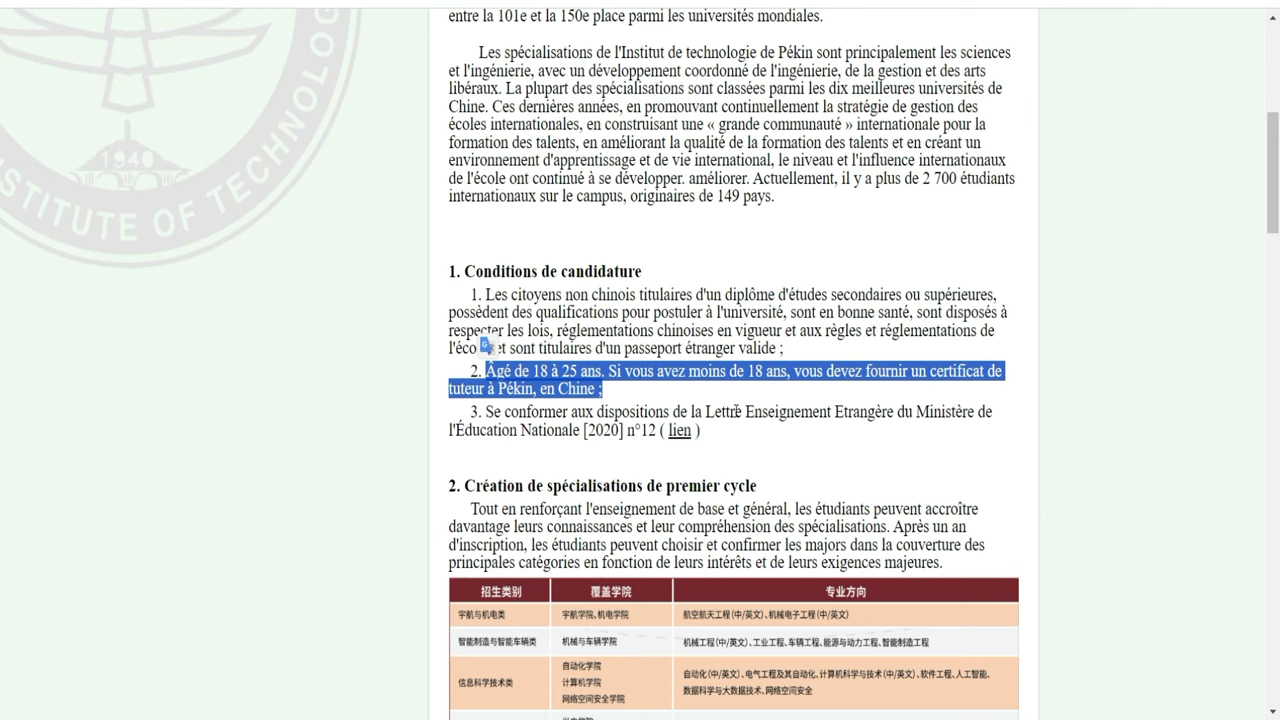 entre la 101e et la 150e place parmi les universités mondiales.
Les spécialisations de l'Institut de technologie de Pékin sont principalement les sciences
et l'ingénierie, avec un développement coordonné de l'ingénierie, de la gestion et des arts
libéraux. La plupart des spécialisations sont classées parmi les dix meilleures universités de
Chine. Ces dernières années, en promouvant continuellement la stratégie de gestion des
écoles internationales, en construisant une « grande communauté » internationale pour la
formation des talents, en améliorant la qualité de la formation des talents et en créant un
environnement d'apprentissage et de vie international, le niveau et l'influence internationaux
de l'école ont continué à se développer. améliorer. Actuellement, il y a plus de 2 700 étudiants
internationaux sur le campus, originaires de 149 pays.
1940
INSTITUTE OF TECHNOLOG
1. Conditions de candidature
1. Les citoyens non chinois titulaires d'un diplôme d'études secondaires ou supérieures,
possèdent des qualifications pour postuler à l'université, sont en bonne santé, sont disposés à
respecter les lois, réglementations chinoises en vigueur et aux règles et réglementations de
l'éco et sont titulaires d'un passeport étranger valide ;
2. Âgé de 18 à 25 ans. Si vous avez moins de 18 ans, vous devez fournir un certificat de
tuteur à Pékin, en Chine ;
3. Se conformer aux dispositions de la Lettre Enseignement Etrangère du Ministère de
l'Éducation Nationale [2020] n°12 ( lien )
2. Création de spécialisations de premier cycle
Tout en renforçant l'enseignement de base et général, les étudiants peuvent accroître
davantage leurs connaissances et leur compréhension des spécialisations. Après un an
d'inscription, les étudiants peuvent choisir et confirmer les majors dans la couverture des
principales catégories en fonction de leurs intérêts et de leurs exigences majeures.
招生类别 覆盖学院 专业方向
宇航与机电类 宇航学院、机电学院 航空航天工程(中/英文)、机械电子工程(中/英文)
智能制造与智能车辆类 机械与车辆学院 机械工程(中/英文)、工业工程、车辆工程、能源与动力工程、智能制造工程
信息科学技术类
自动化学院
计算机学院
网络空间安全学院
自动化(中/英文)、电气工程及其自动化、计算机科学与技术(中/英文)、软件工程、人工智能、
数据科学与大数据技术、网络空间安全